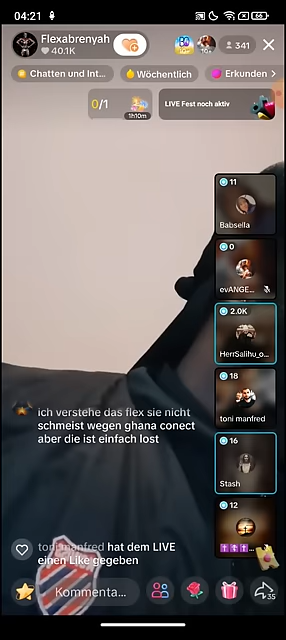 04:21
66
Flexabrenyah
40.1K
10+
341
Chatten und Int...
Wöchentlich
Erkunden
0/1
1h10m
LIVE Fest noch aktiv
11
Babsella
0
evANGE...
2.0K
HerrSalihu_o...
18
toni manfred
16
Stash
12
ich verstehe das flex sie nicht
schmeist wegen ghana conect
aber die ist einfach lost
toni manfred hat dem LIVE
einen Like gegeben
Kommenta...
35